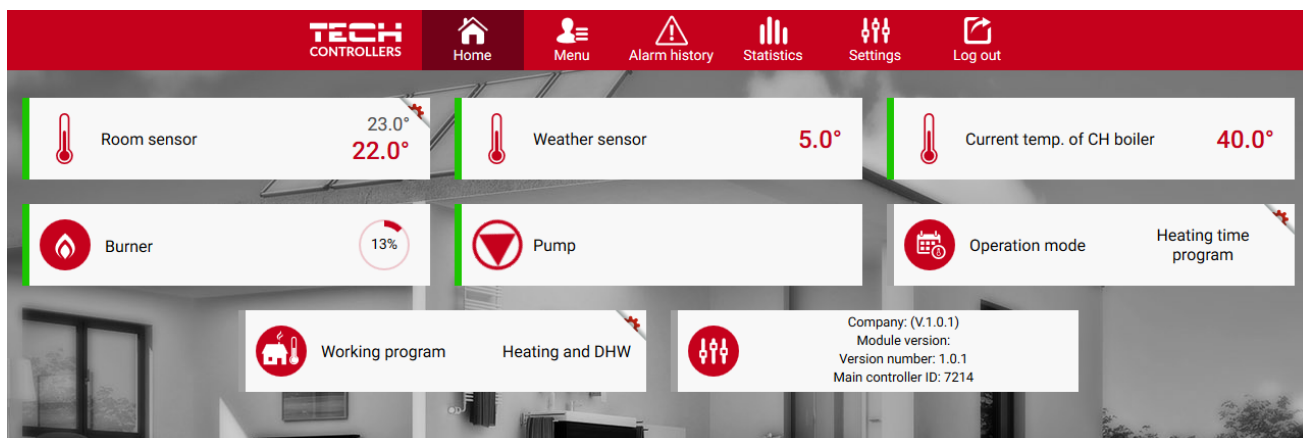 TECH
CONTROLLERS
Home
Menu
Alarm history
Statistics
Settings
Log out
Room sensor
23.0°
22.0°
Weather sensor
5.0°
Current temp. of CH boiler
40.0°
Burner
13%
Pump
Operation mode
Heating time
program
Working program
Heating and DHW
Company: (V.1.0.1)
Module version:
Version number: 1.0.1
Main controller ID: 7214